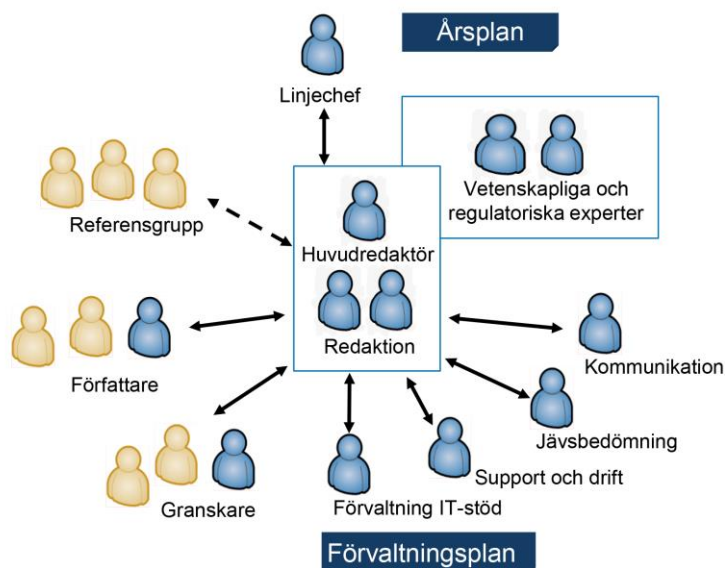 Årsplan
Linjechef
Vetenskapliga och
regulatoriska experter
Referensgrupp
Huvudredaktör
Redaktion
Författare
Kommunikation
Jävsbedömning
Granskare
Förvaltning IT-stöd
Support och drift
Förvaltningsplan